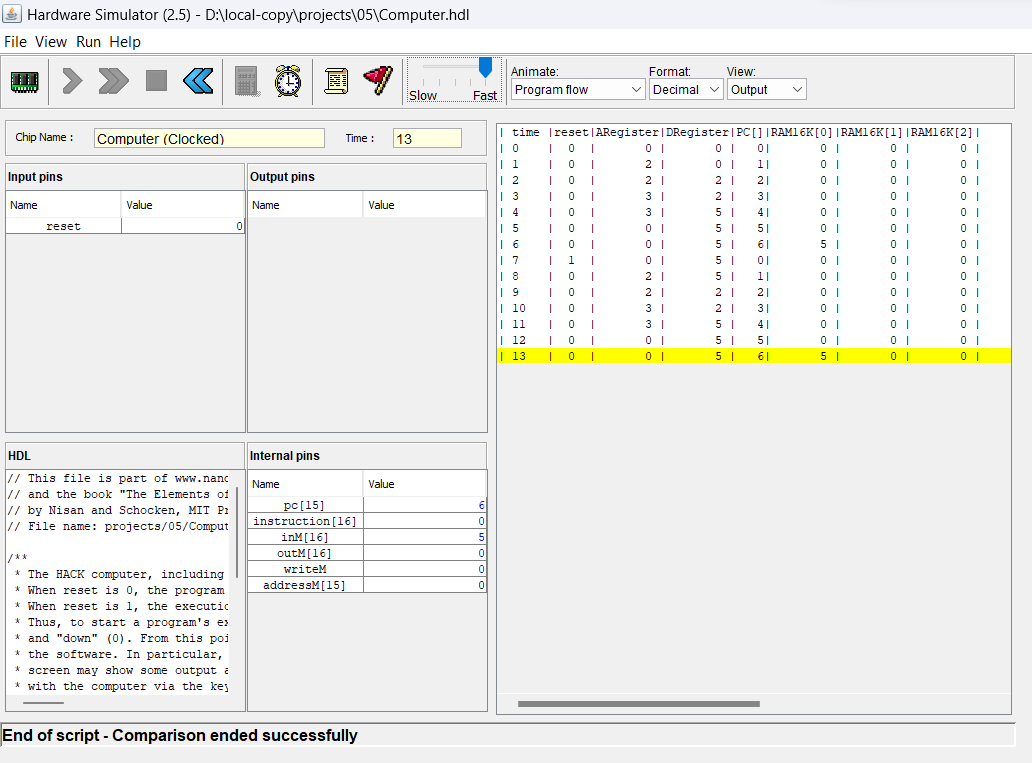 Hardware Simulator (2.5) - D:\local-copy\projects\05\Computer.hdl
File View Run Help
Slow Fast
Animate: Format: View:
Program flow Decimal Output
Chip Name : Computer (Clocked) Time : 13
Input pins
Name Value
reset 0
Output pins
Name Value
HDL
// This file is part of www.nand
// and the book "The Elements of
// by Nisan and Schocken, MIT Pr
// File name: projects/05/Comput
/**
* The HACK computer, including
* When reset is 0, the program
* When reset is 1, the executio
* Thus, to start a program's ex
* and "down" (0). From this poi
* the software. In particular,
* screen may show some output a
* with the computer via the key
Internal pins
Name Value
pc[15] 6
instruction[16] 0
inM[16] 5
outM[16] 0
writeM 0
addressM[15] 0
| time |reset|ARegister|DRegister|PC[]|RAM16K[0]|RAM16K[1]|RAM16K[2]|
| 0 | 0 | 0 | 0 | 0| 0 | 0 | 0 |
| 1 | 0 | 2 | 0 | 1| 0 | 0 | 0 |
| 2 | 0 | 2 | 2 | 2| 0 | 0 | 0 |
| 3 | 0 | 3 | 2 | 3| 0 | 0 | 0 |
| 4 | 0 | 3 | 5 | 4| 0 | 0 | 0 |
| 5 | 0 | 0 | 5 | 5| 0 | 0 | 0 |
| 6 | 0 | 0 | 5 | 6| 5 | 0 | 0 |
| 7 | 1 | 0 | 5 | 0| 0 | 0 | 0 |
| 8 | 0 | 2 | 5 | 1| 0 | 0 | 0 |
| 9 | 0 | 2 | 2 | 2| 0 | 0 | 0 |
| 10 | 0 | 3 | 2 | 3| 0 | 0 | 0 |
| 11 | 0 | 3 | 5 | 4| 0 | 0 | 0 |
| 12 | 0 | 0 | 5 | 5| 0 | 0 | 0 |
| 13 | 0 | 0 | 5 | 6| 5 | 0 | 0 |
End of script - Comparison ended successfully